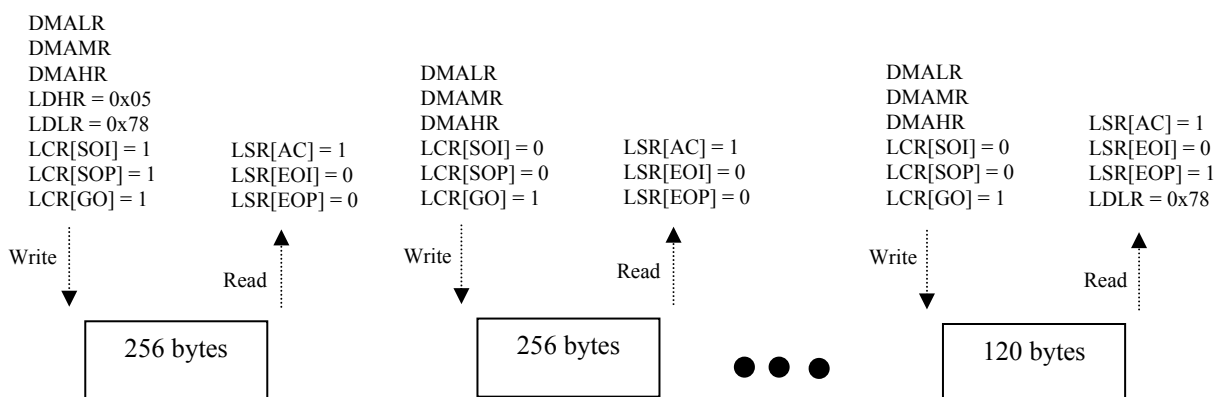 DMALR
DMAMR
DMAHR
LDHR = 0x05
LDLR = 0x78
LCR[SOI] = 1
LCR[SOP] = 1
LCR[GO] = 1
LSR[AC] = 1
LSR[EOI] = 0
LSR[EOP] = 0
Write
Read
256 bytes
DMALR
DMAMR
DMAHR
LCR[SOI] = 0
LCR[SOP] = 0
LCR[GO] = 1
LSR[AC] = 1
LSR[EOI] = 0
LSR[EOP] = 0
Write
Read
256 bytes
DMALR
DMAMR
DMAHR
LCR[SOI] = 0
LCR[SOP] = 0
LCR[GO] = 1
LSR[AC] = 1
LSR[EOI] = 0
LSR[EOP] = 1
LDLR = 0x78
Write
Read
120 bytes